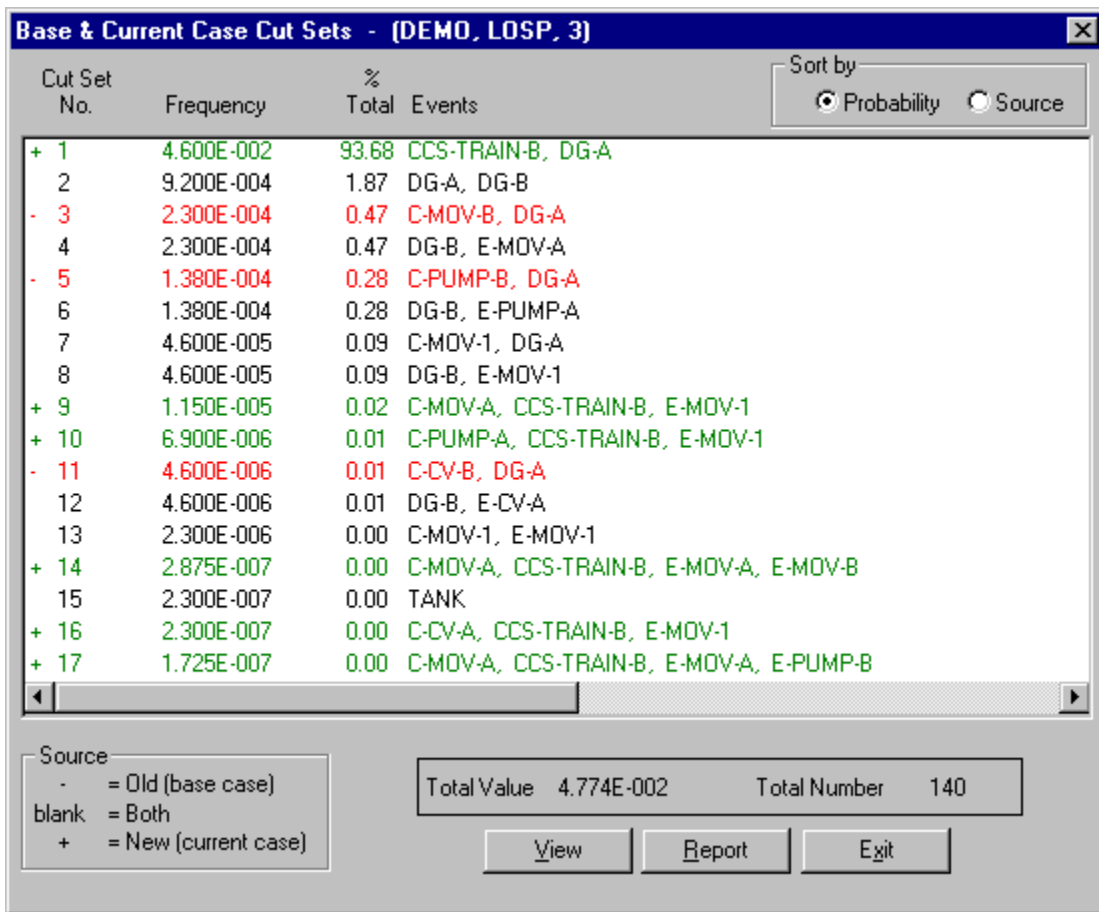 Base & Current Case Cut Sets - (DEMO, LOSP, 3)
Sort by
Probability Source
Cut Set %
No. Frequency Total Events
+ 1 4.600E-002 93.68 CCS-TRAIN-B, DG-A
2 9.200E-004 1.87 DG-A, DG-B
- 3 2.300E-004 0.47 C-MOV-B, DG-A
4 2.300E-004 0.47 DG-B, E-MOV-A
- 5 1.380E-004 0.28 C-PUMP-B, DG-A
6 1.380E-004 0.28 DG-B, E-PUMP-A
7 4.600E-005 0.09 C-MOV-1, DG-A
8 4.600E-005 0.09 DG-B, E-MOV-1
+ 9 1.150E-005 0.02 C-MOV-A, CCS-TRAIN-B, E-MOV-1
+ 10 6.900E-006 0.01 C-PUMP-A, CCS-TRAIN-B, E-MOV-1
- 11 4.600E-006 0.01 C-CV-B, DG-A
12 4.600E-006 0.01 DG-B, E-CV-A
13 2.300E-006 0.00 C-MOV-1, E-MOV-1
+ 14 2.875E-007 0.00 C-MOV-A, CCS-TRAIN-B, E-MOV-A, E-MOV-B
15 2.300E-007 0.00 TANK
+ 16 2.300E-007 0.00 C-CV-A, CCS-TRAIN-B, E-MOV-1
+ 17 1.725E-007 0.00 C-MOV-A, CCS-TRAIN-B, E-MOV-A, E-PUMP-B
Source
- = Old (base case)
blank = Both
+ = New (current case)
Total Value 4.774E-002 Total Number 140
View Report Exit